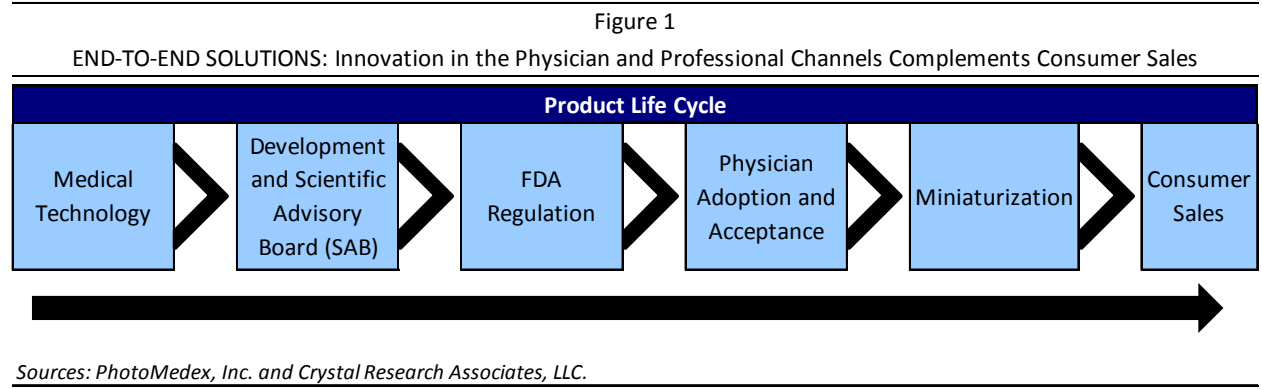 Figure 1
END-TO-END SOLUTIONS: Innovation in the Physician and Professional Channels Complements Consumer Sales
Product Life Cycle
Medical
Technology
Development
and Scientific
Advisory
Board (SAB)
FDA
Regulation
Physician
Adoption and
Acceptance
Miniaturization
Consumer
Sales
Sources: PhotoMedex, Inc. and Crystal Research Associates, LLC.